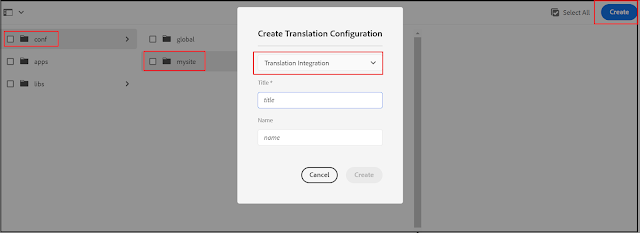 Select All
Create
conf
apps
libs
global
mysite
Create Translation Configuration
Translation Integration
Title *
title
Name
name
Cancel
Create